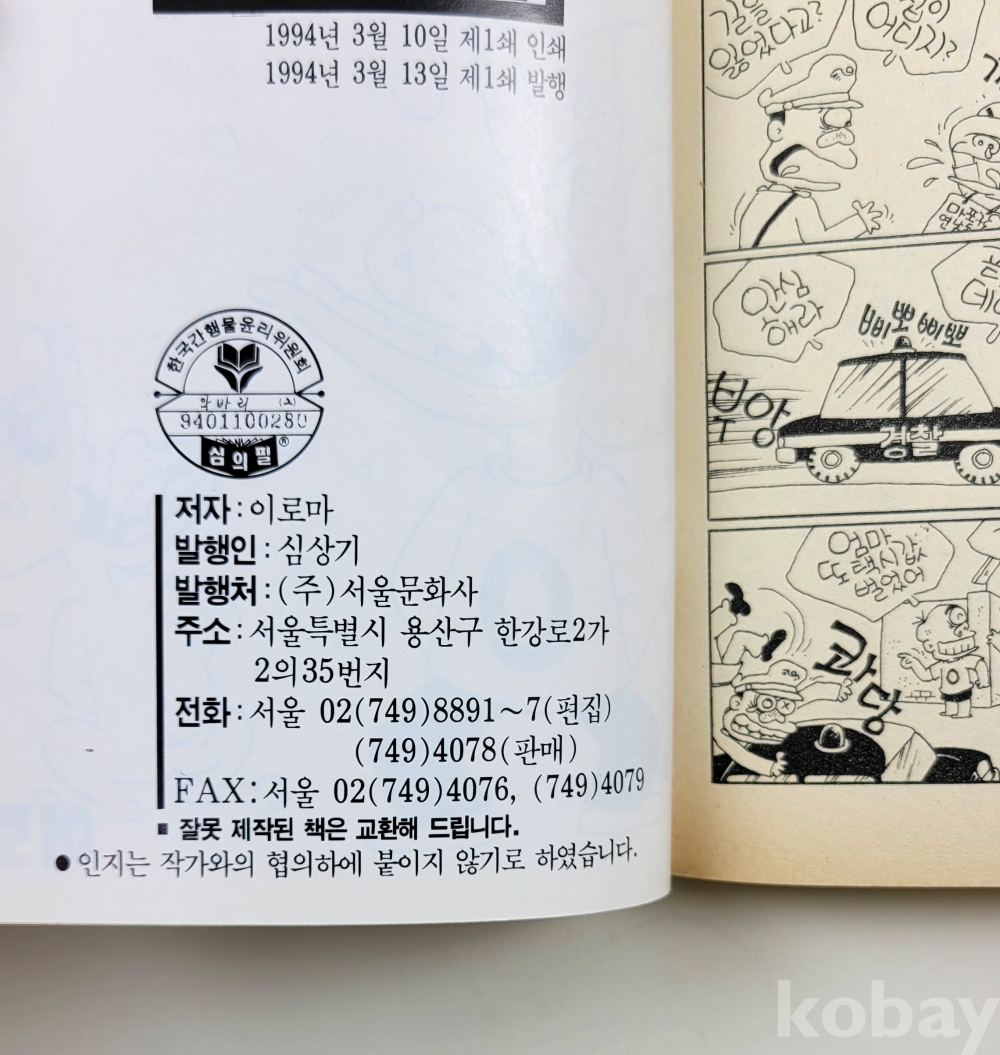 1994년 3월 10일 제1쇄 인쇄
1994년 3월 13일 제1쇄 발행
한국간행물윤리위원회
악바리 (2)
9401100280
심의필 ®
저자 : 이로마
발행인 : 심상기
발행처 : (주)서울문화사
주소 : 서울특별시 용산구 한강로2가
2의35번지
전화 : 서울 02(749)8891~7(편집)
(749)4078(판매)
FAX : 서울 02(749)4076, (749)4079
■ 잘못 제작된 책은 교환해 드립니다.
● 인지는 작가와의 협의하에 붙이지 않기로 하였습니다.
길을
잃었다고?
어디지?
안심
해라
삐뽀 삐뽀
부앙
경찰
엄마
또 택시값
벌었어
콰당
kobay